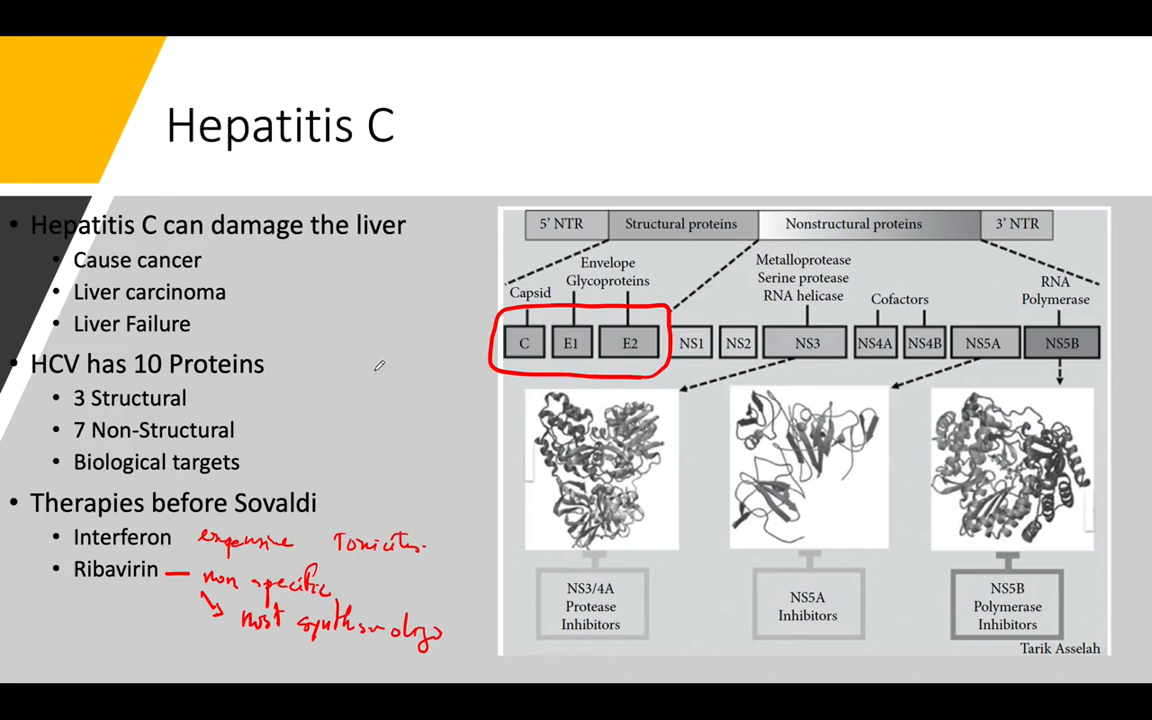 Hepatitis C
• Hepatitis C can damage the liver
• Cause cancer
• Liver carcinoma
• Liver Failure
• HCV has 10 Proteins
• 3 Structural
• 7 Non-Structural
• Biological targets
• Therapies before Sovaldi
• Interferon expensive
• Ribavirin — non specific
5' NTR Structural proteins Nonstructural proteins 3' NTR
Capsid
Envelope
Glycoproteins
Metalloprotease
Serine protease
RNA helicase
Cofactors
RNA
Polymerase
C E1 E2 NS1 NS2 NS3 NS4A NS4B NS5A NS5B
NS3/4A
Protease
Inhibitors
NS5A
Inhibitors
NS5B
Polymerase
Inhibitors
Tarik Asselah